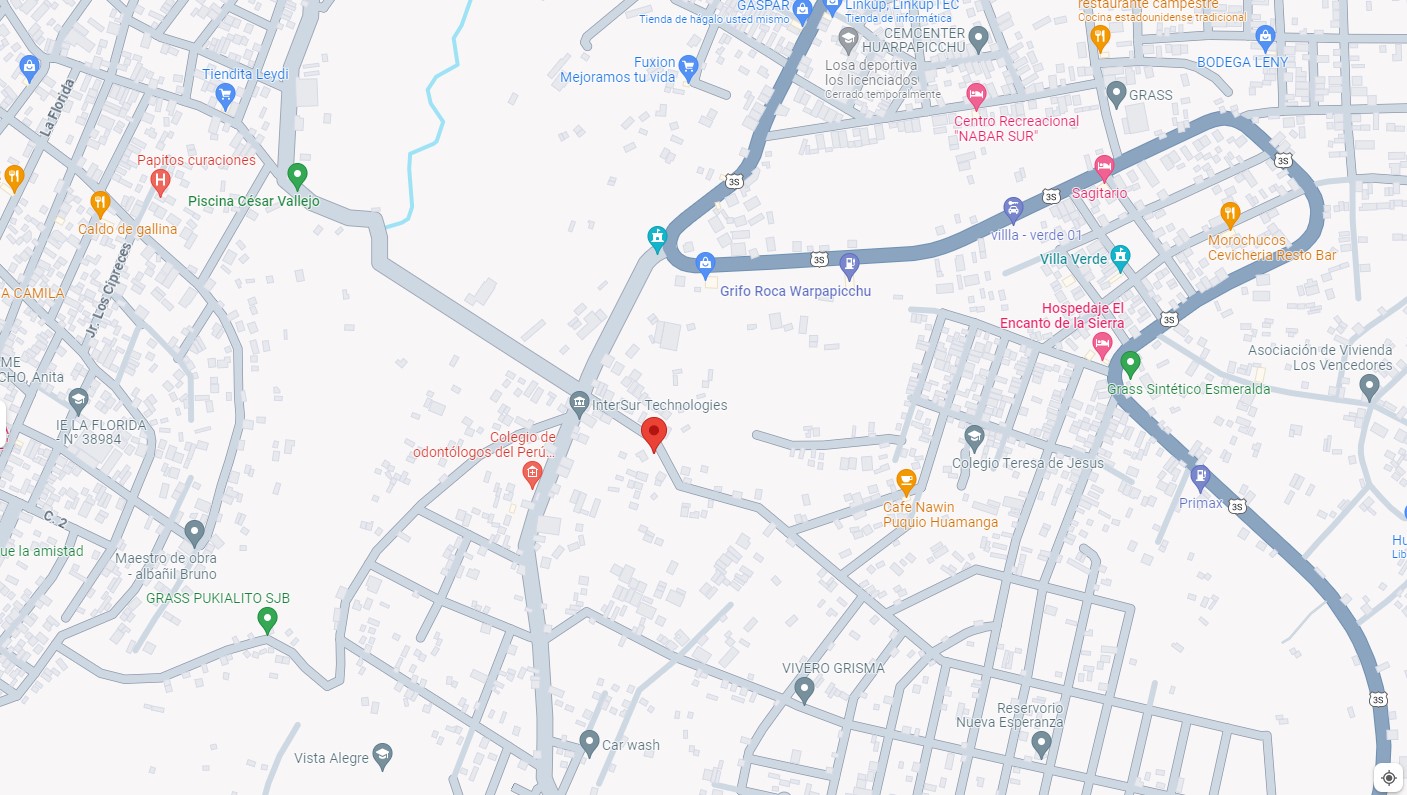 GASPAR
Tienda de hágalo usted mismo
Linkup, LinkupTEC
Tienda de informática
restaurante campestre
Cocina estadounidense tradicional
CEMCENTER
HUARPAPICCHU
Losa deportiva
los licenciados
Cerrado temporalmente
Fuxion
Mejoramos tu vida
BODEGA LENY
Tiendita Leydi
La Florida
GRASS
Centro Recreacional
"NABAR SUR"
Papitos curaciones
Piscina César Vallejo
3S
3S
3S
Sagitario
Caldo de gallina
villla - verde 01
Morochucos
Cevicheria Resto Bar
Villa Verde
3S
A CAMILA
Jr. Los Cipreces
Grifo Roca Warpapicchu
Hospedaje El
Encanto de la Sierra
3S
ME
CHO, Anita
Asociación de Vivienda
Los Vencedores
Grass Sintético Esmeralda
InterSur Technologies
IE LA FLORIDA
- N° 38984
Colegio de
odontólogos del Perú...
Colegio Teresa de Jesus
Primax
3S
Cafe Nawin
Puquio Huamanga
C. 2
ue la amistad
Maestro de obra
- albañil Bruno
Hu
Lib
GRASS PUKIALITO SJB
VIVERO GRISMA
3S
Reservorio
Nueva Esperanza
Vista Alegre
Car wash